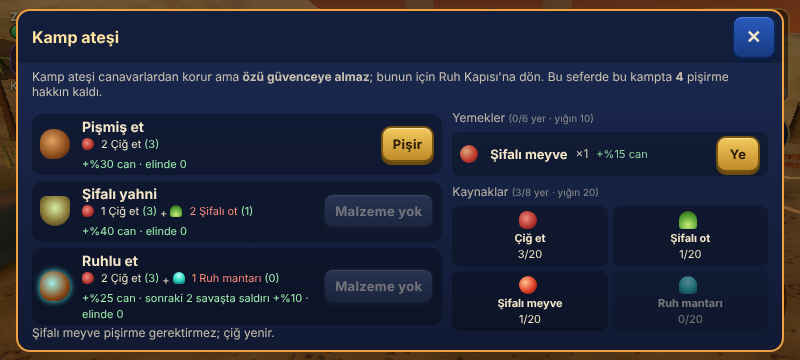 Kamp ateşi
Kamp ateşi canavarlardan korur ama özü güvenceye almaz; bunun için Ruh Kapısı'na dön. Bu seferde bu kampta 4 pişirme
hakkın kaldı.
Pişmiş et
2 Çiğ et (3)
+%30 can · elinde 0
Pişir
Şifalı yahni
1 Çiğ et (3) + 2 Şifalı ot (1)
+%40 can · elinde 0
Malzeme yok
Ruhlu et
2 Çiğ et (3) + 1 Ruh mantarı (0)
+%25 can · sonraki 2 savaşta saldırı +%10 ·
elinde 0
Malzeme yok
Şifalı meyve pişirme gerektirmez; çiğ yenir.
Yemekler (0/6 yer · yığın 10)
Şifalı meyve ×1 +%15 can
Ye
Kaynaklar (3/8 yer · yığın 20)
Çiğ et
3/20
Şifalı ot
1/20
Şifalı meyve
1/20
Ruh mantarı
0/20